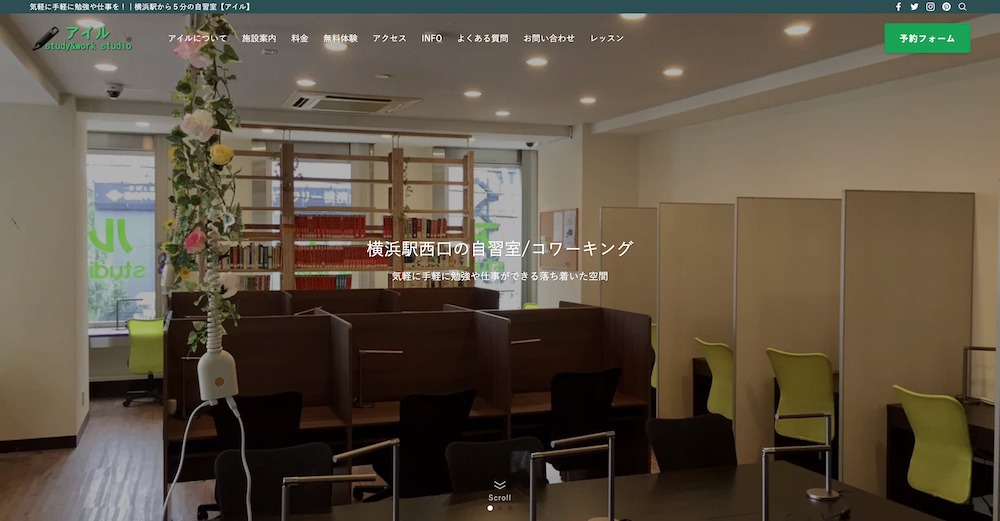 気軽に手軽に勉強や仕事を！｜横浜駅から５分の自習室【アイル】
アイル
study&work studio®
アイルについて 施設案内 料金 無料体験 アクセス INFO よくある質問 お問い合わせ レッスン
予約フォーム
横浜駅西口の自習室/コワーキング
気軽に手軽に勉強や仕事ができる落ち着いた空間
Scroll